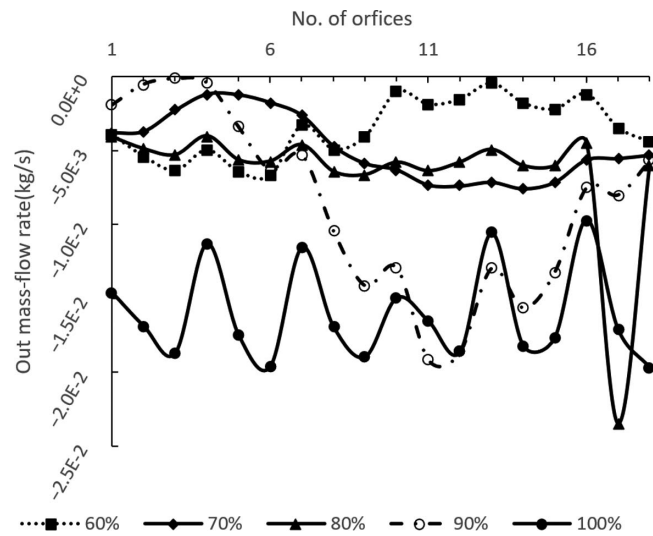 No. of orfices
1 6 11 16
0.0E+0
−5.0E-3
−1.0E-2
−1.5E-2
−2.0E-2
−2.5E-2
Out mass-flow rate(kg/s)
60% 70% 80% 90% 100%